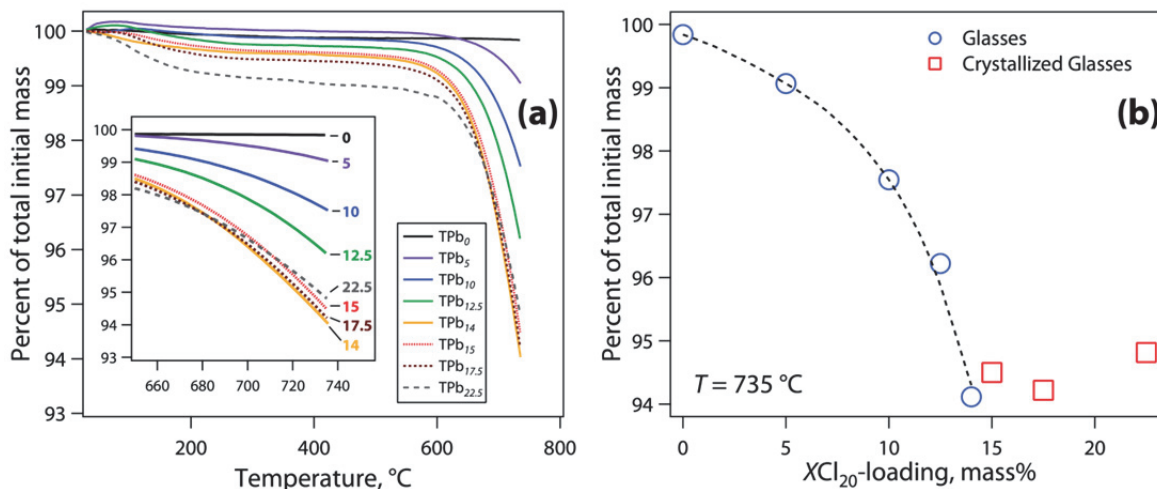 Percent of total initial mass
100
99
98
97
96
95
94
93
200
400
600
800
Temperature, °C
(a)
100
99
98
97
96
95
94
93
660
680
700
720
740
0
5
10
12.5
22.5
15
17.5
14
TPb0
TPb5
TPb10
TPb12.5
TPb14
TPb15
TPb17.5
TPb22.5
Percent of total initial mass
100
99
98
97
96
95
94
0
5
10
15
20
XCl20-loading, mass%
Glasses
Crystallized Glasses
(b)
T = 735 °C